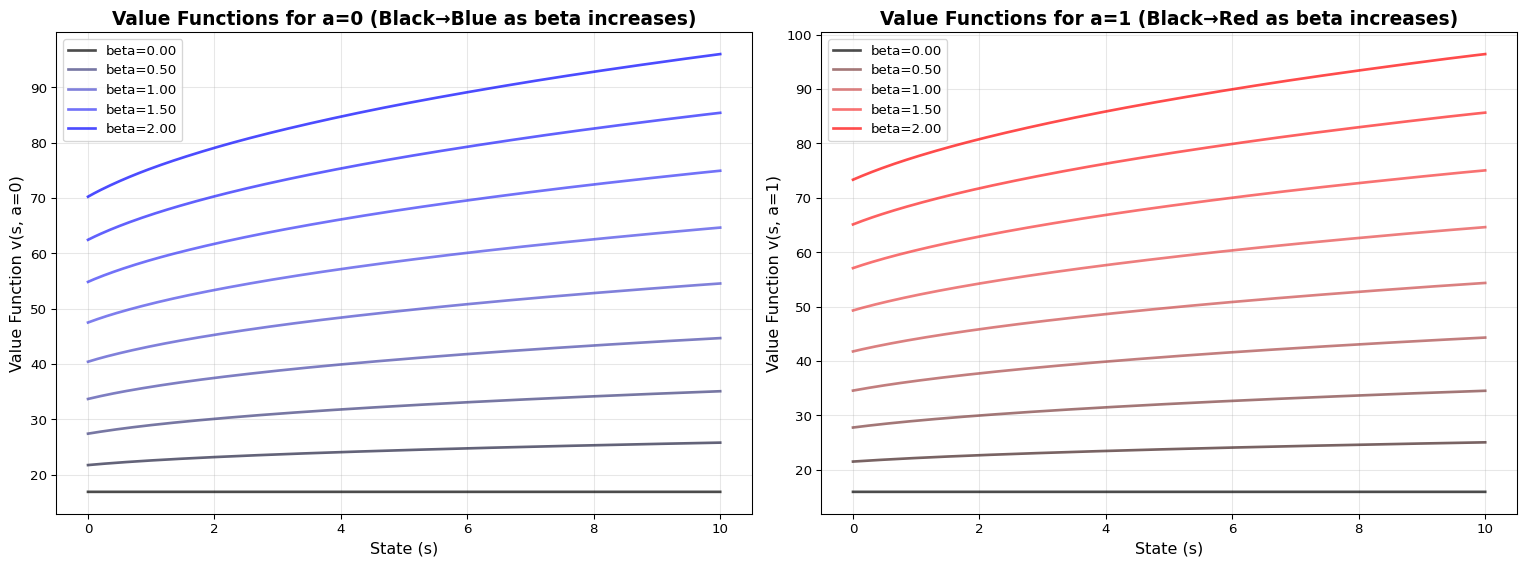 Value Functions for a=0 (Black→Blue as beta increases)
beta=0.00
beta=0.50
beta=1.00
beta=1.50
beta=2.00
Value Function v(s, a=0)
90
80
70
60
50
40
30
20
0 2 4 6 8 10
State (s)
Value Functions for a=1 (Black→Red as beta increases)
beta=0.00
beta=0.50
beta=1.00
beta=1.50
beta=2.00
Value Function v(s, a=1)
100
90
80
70
60
50
40
30
20
0 2 4 6 8 10
State (s)